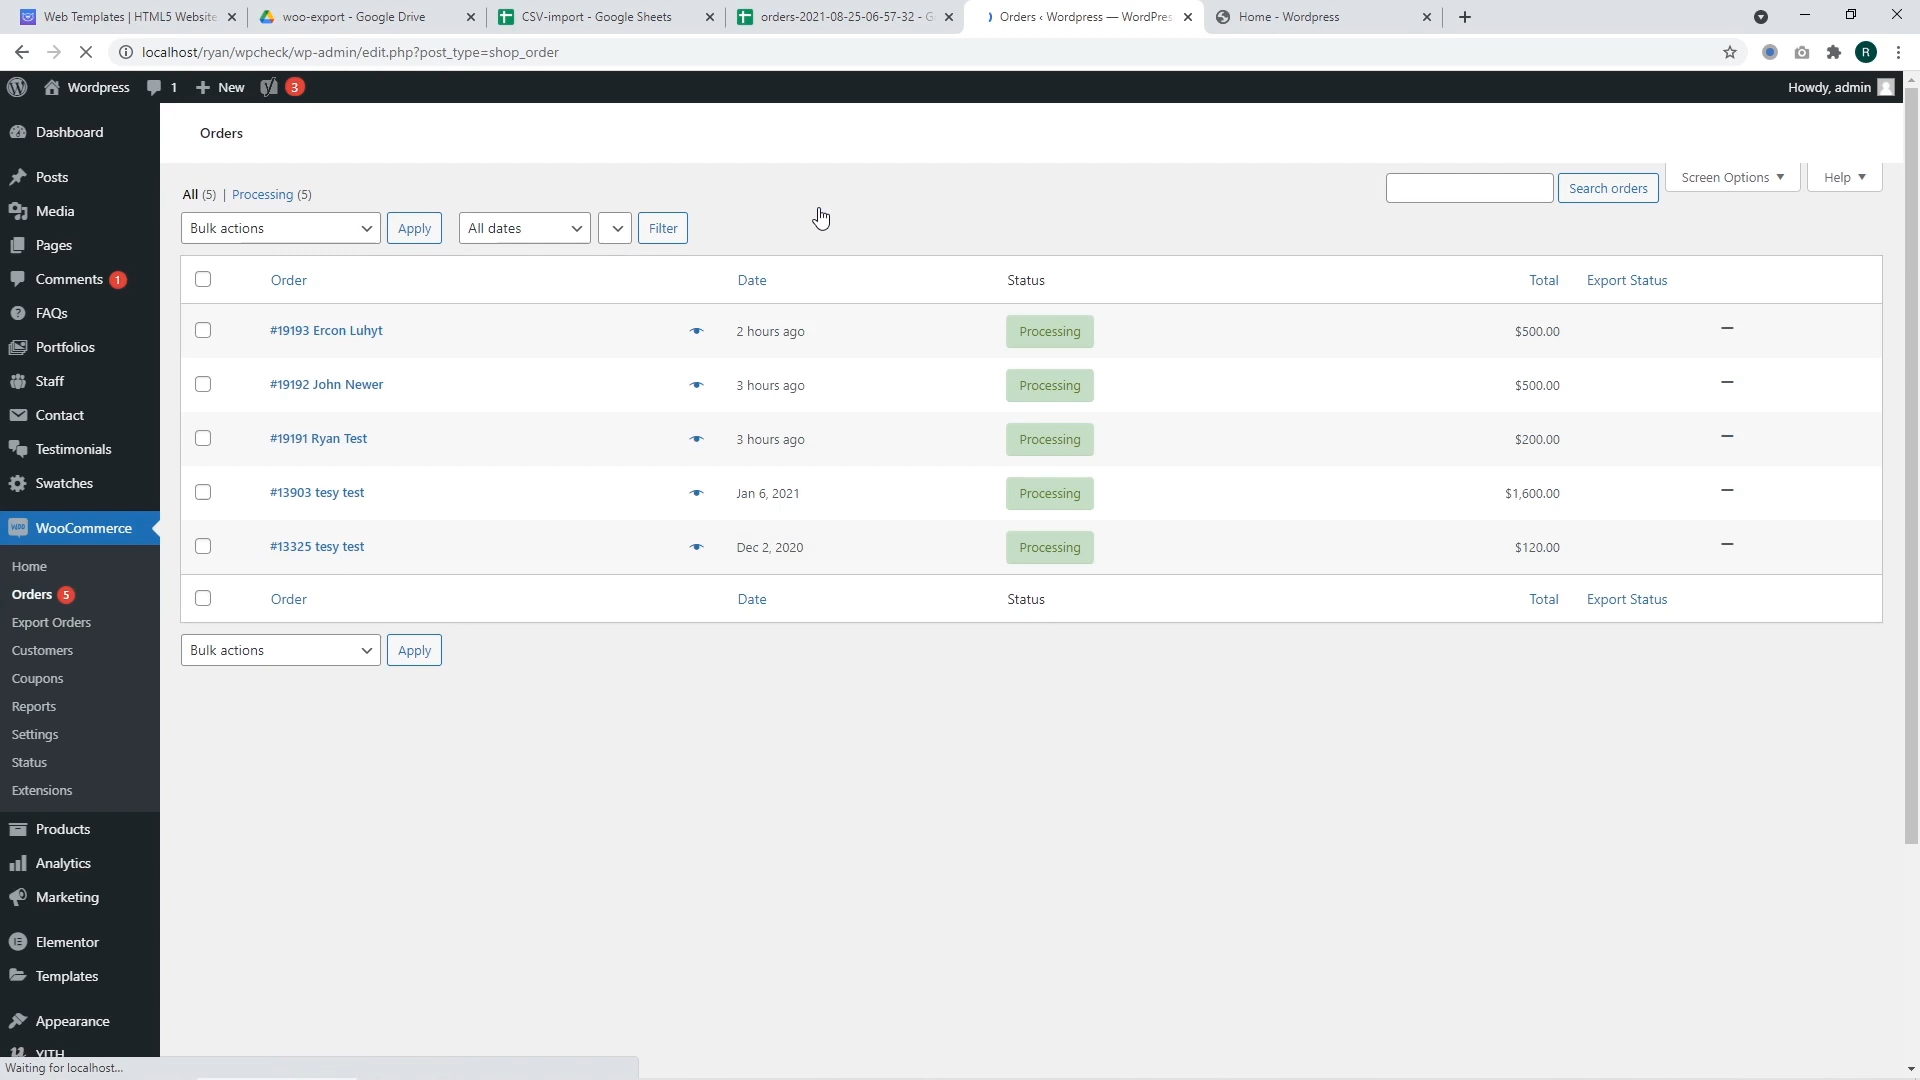 Web Templates | HTML5 Website
woo-export - Google Drive
CSV-import - Google Sheets
orders-2021-08-25-06-57-32 - G
Orders ‹ Wordpress — WordPres
Home - Wordpress
localhost/ryan/wpcheck/wp-admin/edit.php?post_type=shop_order
R
Wordpress 1 New 3
Howdy, admin
Dashboard
Posts
Media
Pages
Comments 1
FAQs
Portfolios
Staff
Contact
Testimonials
Swatches
WooCommerce
Home
Orders 5
Export Orders
Customers
Coupons
Reports
Settings
Status
Extensions
Products
Analytics
Marketing
Elementor
Templates
Appearance
YITH
Orders
Screen Options Help
All (5) | Processing (5)
Search orders
Bulk actions Apply All dates Filter
Order Date Status Total Export Status
#19193 Ercon Luhyt 2 hours ago Processing $500.00 –
#19192 John Newer 3 hours ago Processing $500.00 –
#19191 Ryan Test 3 hours ago Processing $200.00 –
#13903 tesy test Jan 6, 2021 Processing $1,600.00 –
#13325 tesy test Dec 2, 2020 Processing $120.00 –
Order Date Status Total Export Status
Bulk actions Apply
Waiting for localhost...